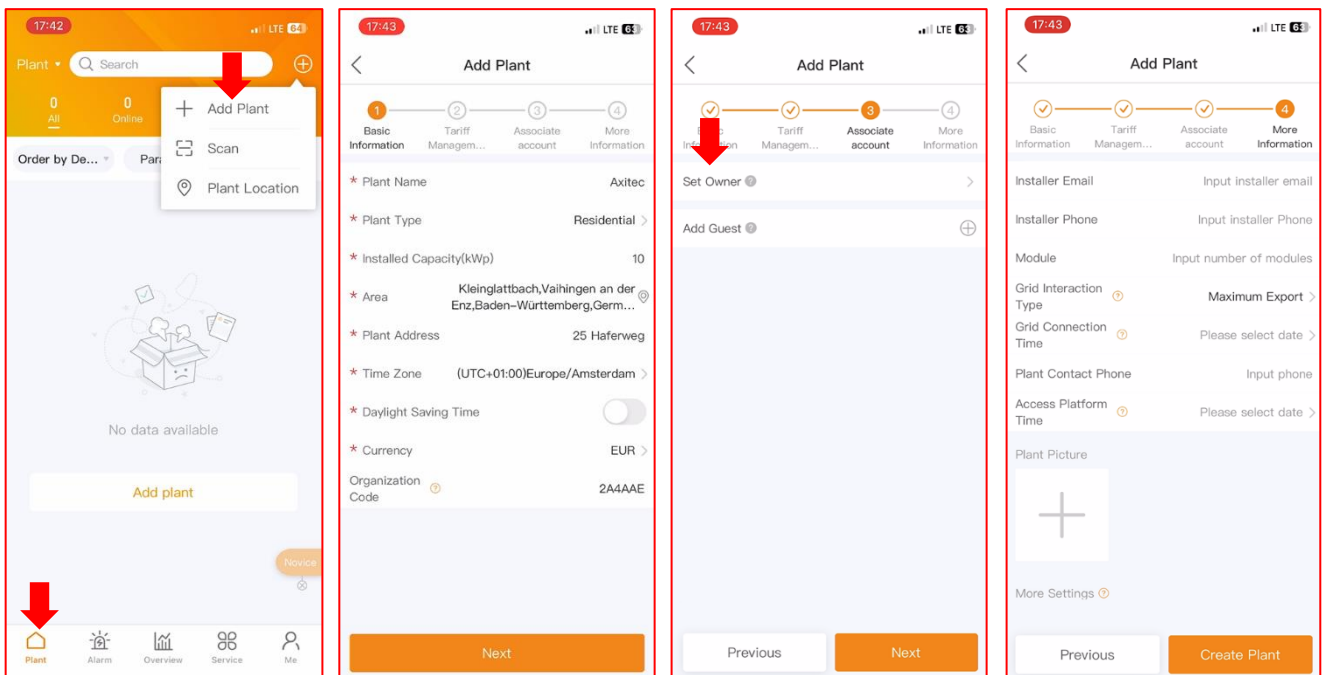 17:42
LTE 64
Plant
Search
0
0
All
Online
Add Plant
Scan
Plant Location
Order by De...
Par
No data available
Add plant
Novice
Plant
Alarm
Overview
Service
Me
17:43
LTE 63
Add Plant
1
2
3
4
Basic
Information
Tariff
Managem...
Associate
account
More
Information
* Plant Name
Axitec
* Plant Type
Residential
* Installed Capacity(kWp)
10
* Area
Kleinglattbach,Vaihingen an der
Enz,Baden-Württemberg,Germ...
* Plant Address
25 Haferweg
* Time Zone
(UTC+01:00)Europe/Amsterdam
* Daylight Saving Time
* Currency
EUR
Organization
Code
2A4AAE
Next
17:43
LTE 63
Add Plant
3
4
Tariff
Managem...
Associate
account
More
Information
Set Owner
Add Guest
Previous
Next
17:43
LTE 63
Add Plant
4
Basic
Information
Tariff
Managem...
Associate
account
More
Information
Installer Email
Input installer email
Installer Phone
Input installer Phone
Module
Input number of modules
Grid Interaction
Type
Maximum Export
Grid Connection
Time
Please select date
Plant Contact Phone
Input phone
Access Platform
Time
Please select date
Plant Picture
More Settings
Previous
Create Plant